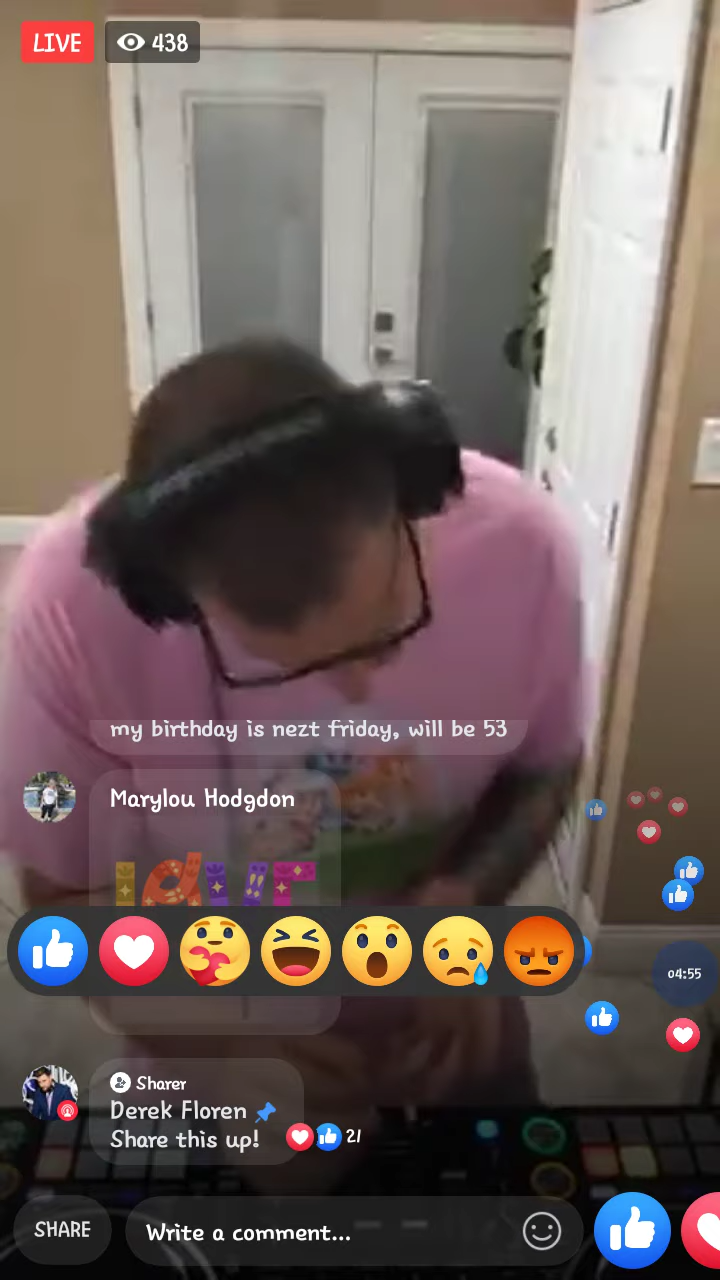 LIVE
438
my birthday is nezt friday, will be 53
Marylou Hodgdon
04:55
Sharer
Derek Floren
Share this up!
21
SHARE
Write a comment...